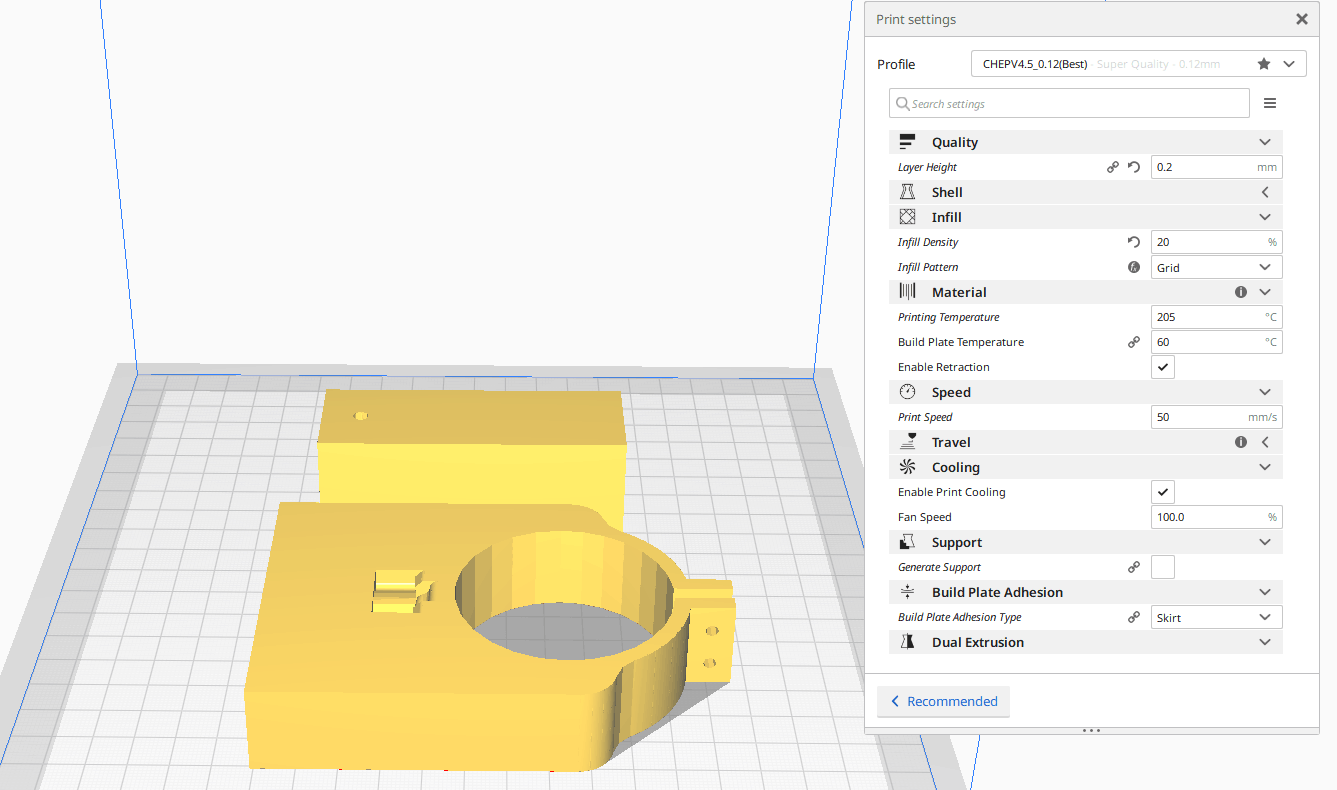 Print settings
Profile
CHEPV4.5_0.12(Best) - Super Quality - 0.12mm
Search settings
Quality
Layer Height 0.2 mm
Shell
Infill
Infill Density 20 %
Infill Pattern Grid
Material
Printing Temperature 205 °C
Build Plate Temperature 60 °C
Enable Retraction
Speed
Print Speed 50 mm/s
Travel
Cooling
Enable Print Cooling
Fan Speed 100.0 %
Support
Generate Support
Build Plate Adhesion
Build Plate Adhesion Type Skirt
Dual Extrusion
Recommended